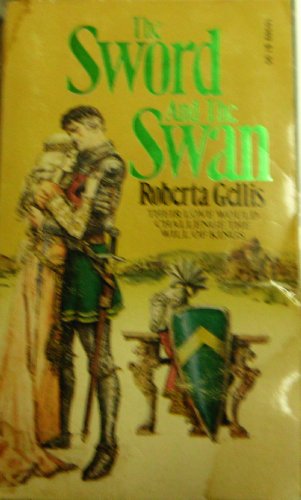 The
Sword
And The
Swan
Roberta Gellis
THEIR LOVE WOULD
CHALLENGE THE
WILL OF KINGS